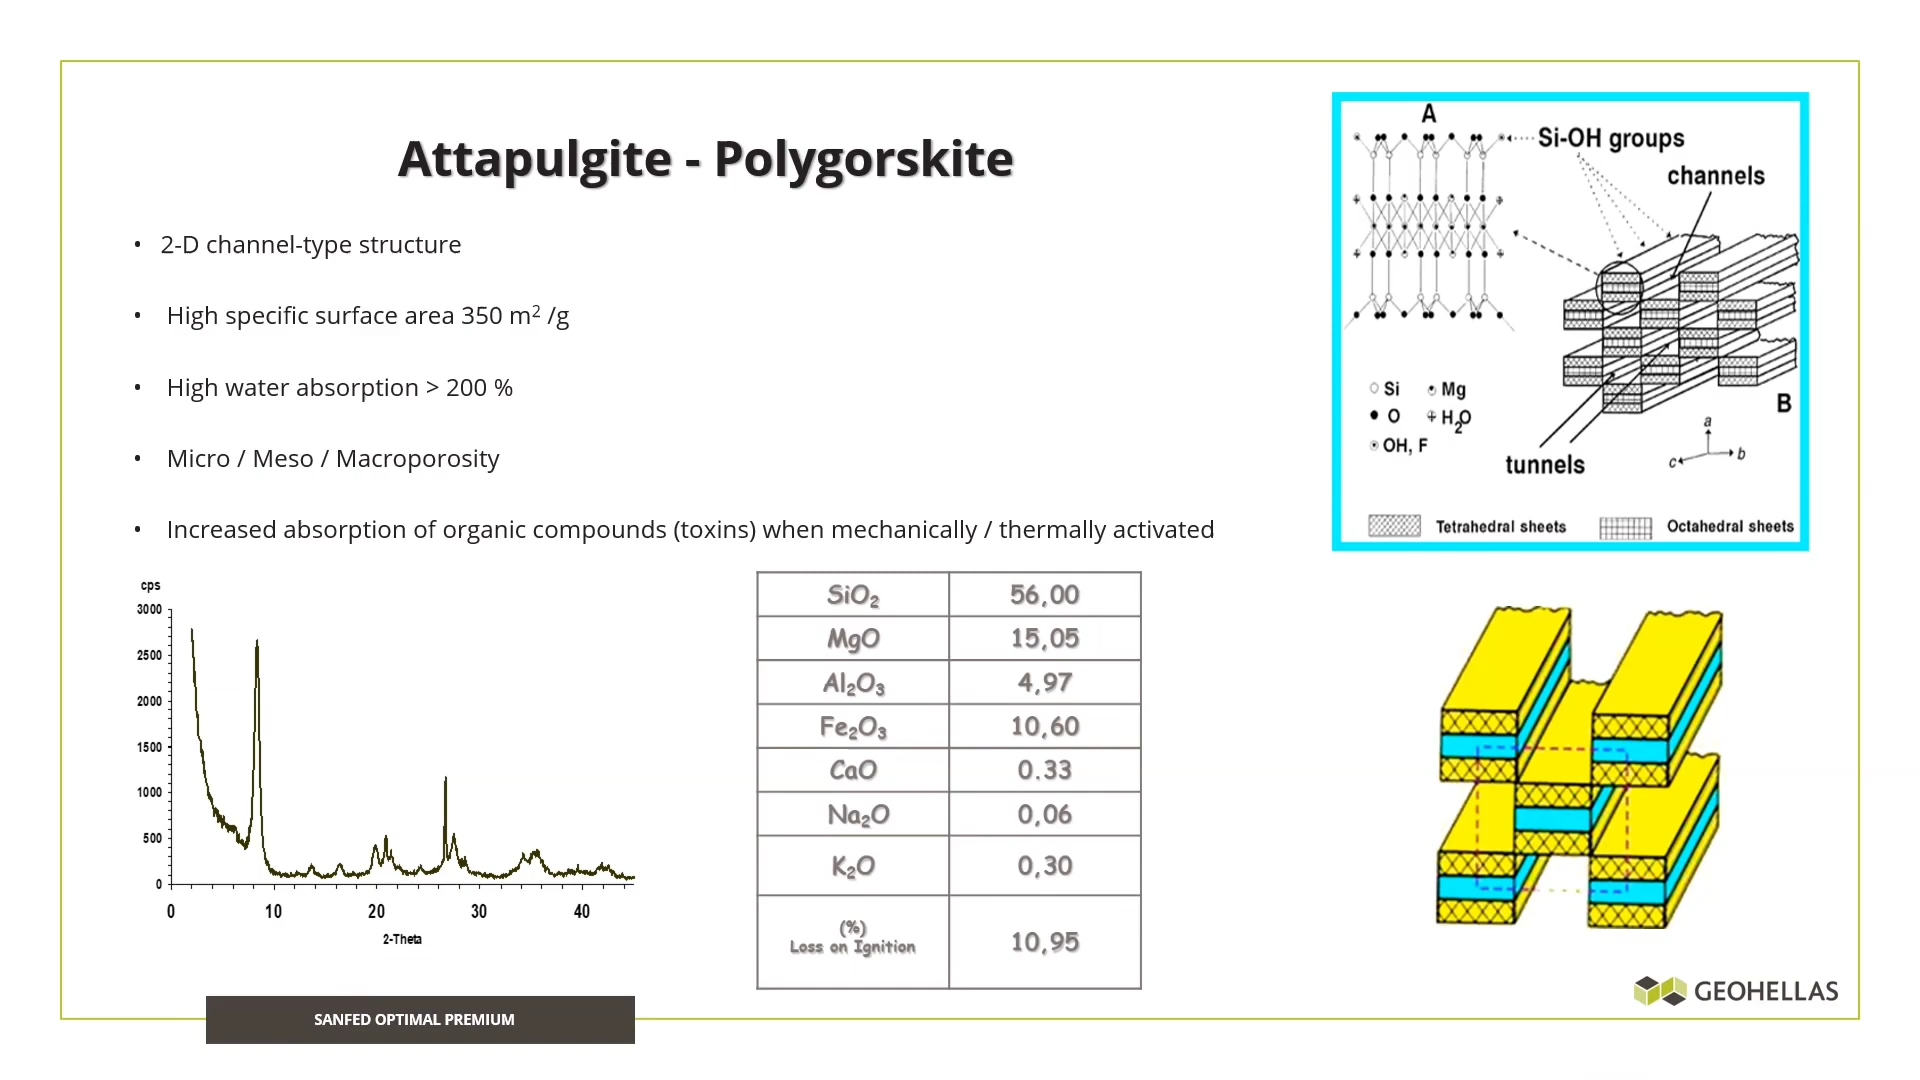 Attapulgite - Polygorskite
• 2-D channel-type structure
• High specific surface area 350 m² /g
• High water absorption > 200 %
• Micro / Meso / Macroporosity
• Increased absorption of organic compounds (toxins) when mechanically / thermally activated
A
Si-OH groups
channels
Si
Mg
O
H₂O
OH, F
B
a
b
c
tunnels
Tetrahedral sheets
Octahedral sheets
cps
3000
2500
2000
1500
1000
500
0
0 10 20 30 40
2-Theta
SiO₂ 56,00
MgO 15,05
Al₂O₃ 4,97
Fe₂O₃ 10,60
CaO 0.33
Na₂O 0,06
K₂O 0,30
(%)
Loss on Ignition 10,95
GEOHELLAS
SANFED OPTIMAL PREMIUM